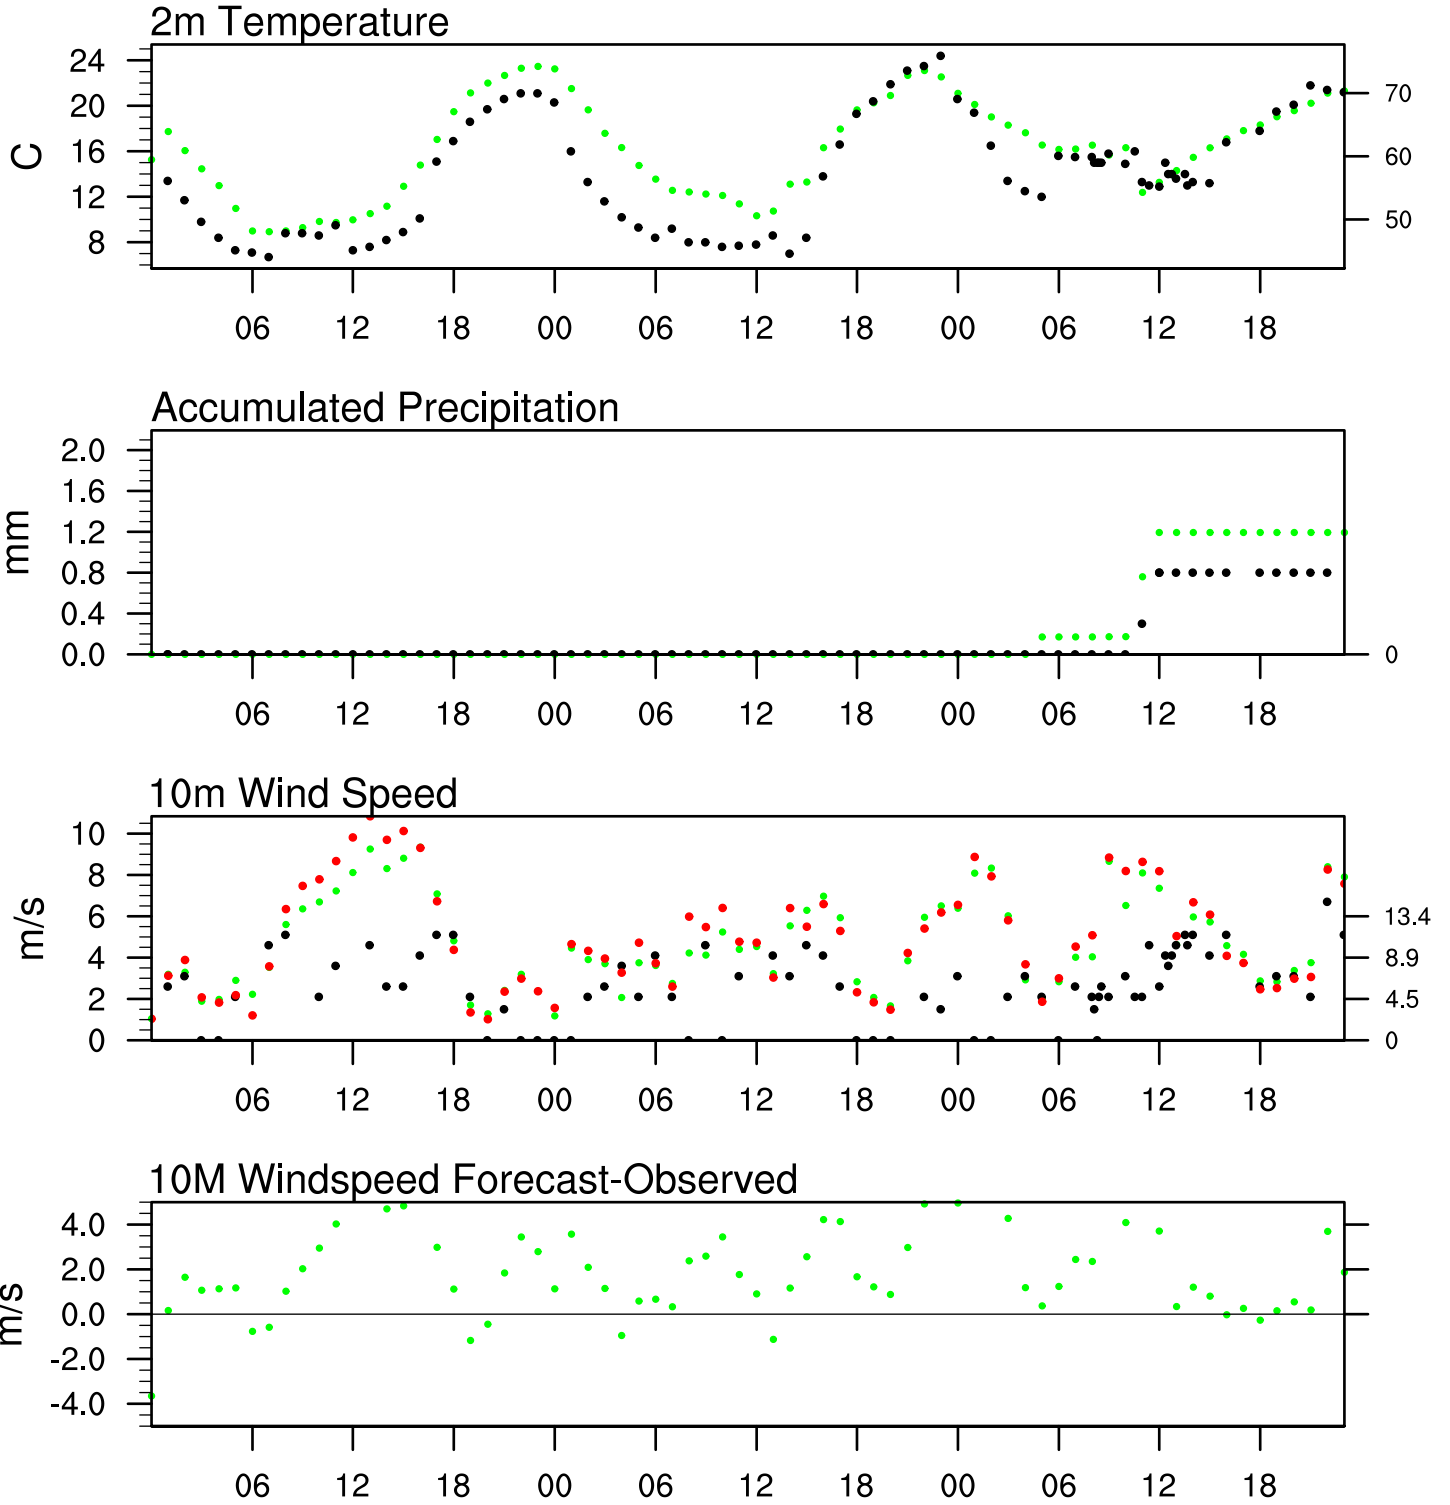 2m Temperature
24
20
16
12
8
C
70
60
50
06 12 18 00 06 12 18 00 06 12 18
Accumulated Precipitation
2.0
1.6
1.2
0.8
0.4
0.0
mm
0
06 12 18 00 06 12 18 00 06 12 18
10m Wind Speed
10
8
6
4
2
0
m/s
13.4
8.9
4.5
0
06 12 18 00 06 12 18 00 06 12 18
10M Windspeed Forecast-Observed
4.0
2.0
0.0
-2.0
-4.0
m/s
06 12 18 00 06 12 18 00 06 12 18